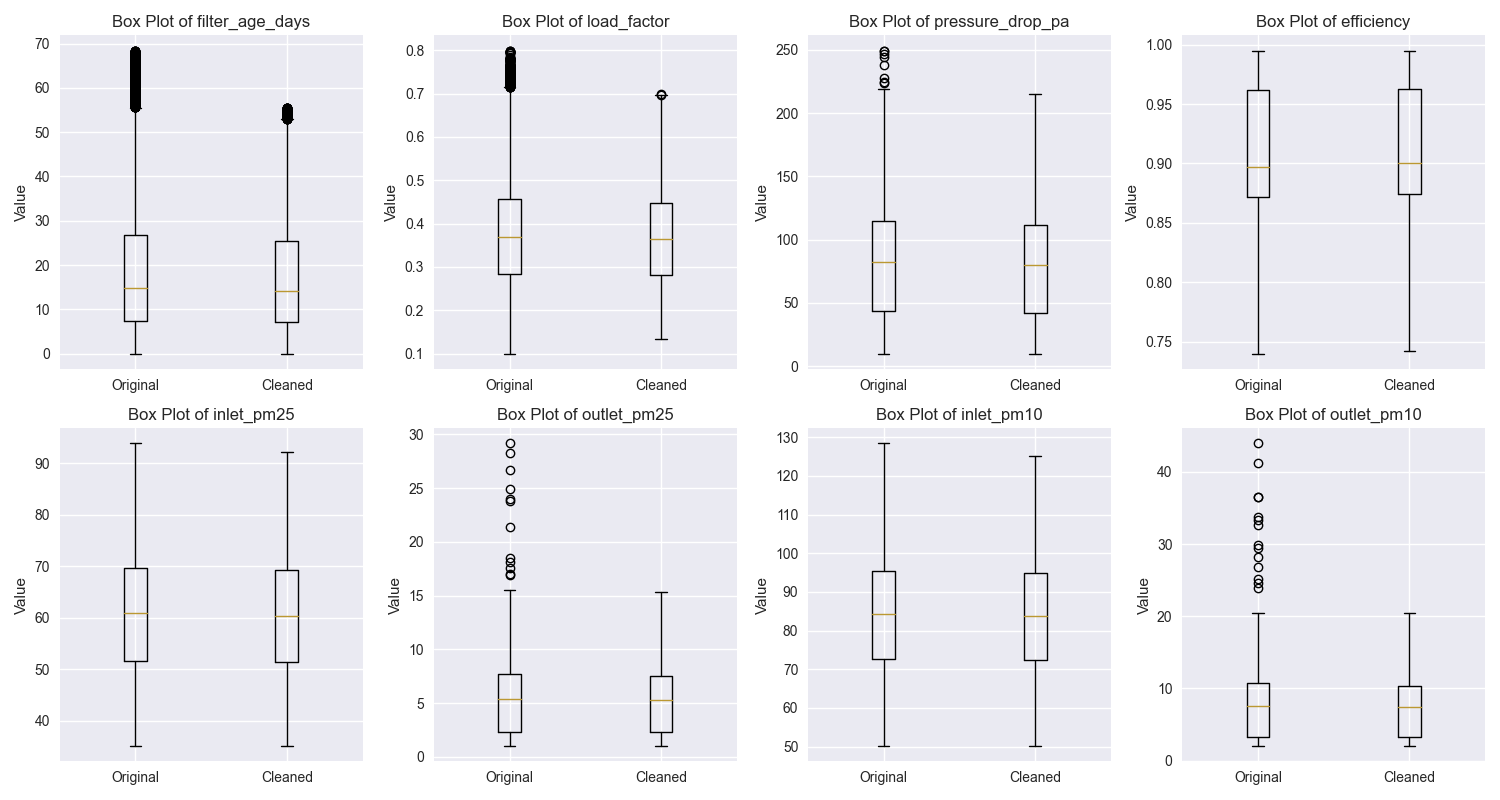 Box Plot of filter_age_days
70
60
50
40
30
20
10
0
Value
Original
Cleaned
Box Plot of load_factor
0.8
0.7
0.6
0.5
0.4
0.3
0.2
0.1
Value
Original
Cleaned
Box Plot of pressure_drop_pa
250
200
150
100
50
0
Value
Original
Cleaned
Box Plot of efficiency
1.00
0.95
0.90
0.85
0.80
0.75
Value
Original
Cleaned
Box Plot of inlet_pm25
90
80
70
60
50
40
Value
Original
Cleaned
Box Plot of outlet_pm25
30
25
20
15
10
5
0
Value
Original
Cleaned
Box Plot of inlet_pm10
130
120
110
100
90
80
70
60
50
Value
Original
Cleaned
Box Plot of outlet_pm10
40
30
20
10
0
Value
Original
Cleaned